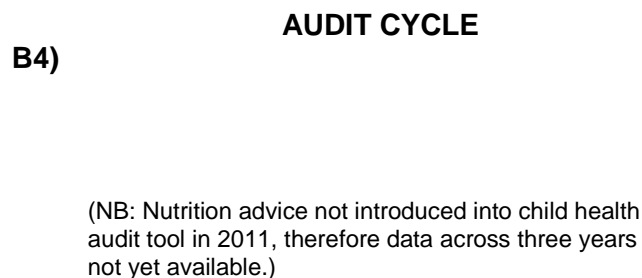 AUDIT CYCLE
B4)
(NB: Nutrition advice not introduced into child health
audit tool in 2011, therefore data across three years
not yet available.)